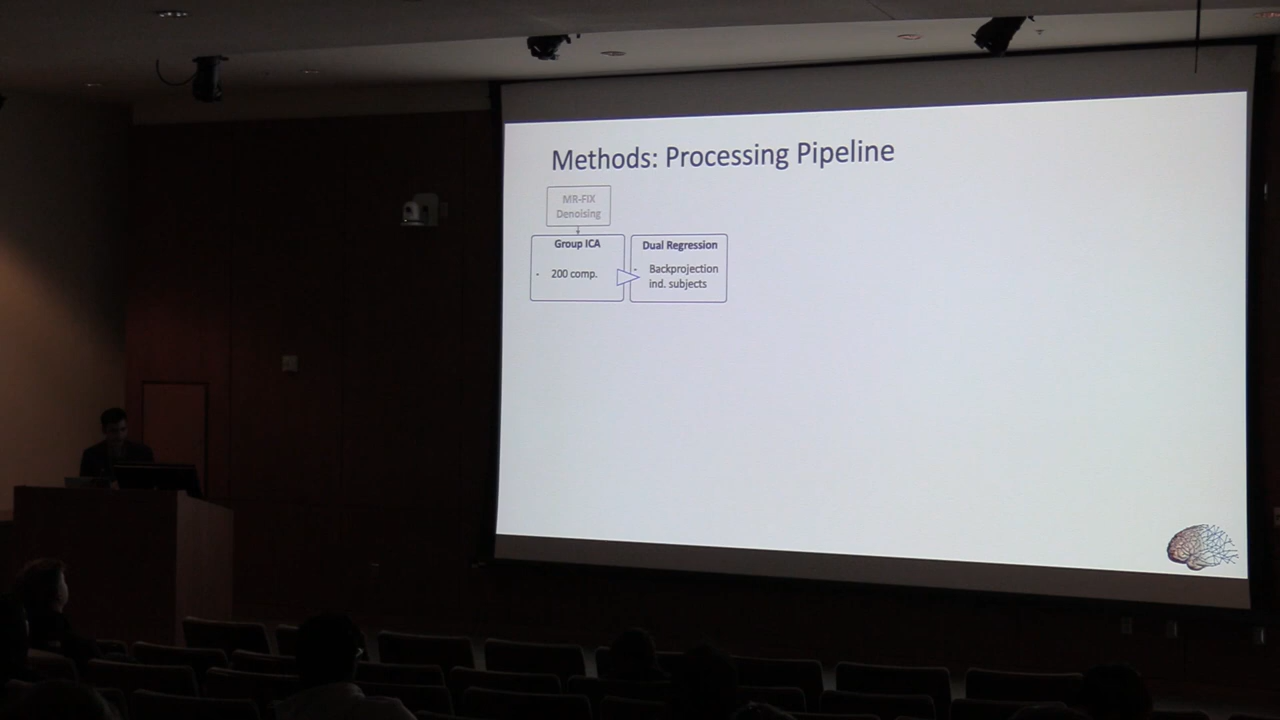 Methods: Processing Pipeline
MR-FIX
Denoising
Group ICA
- 200 comp.
Dual Regression
- Backprojection
ind. subjects